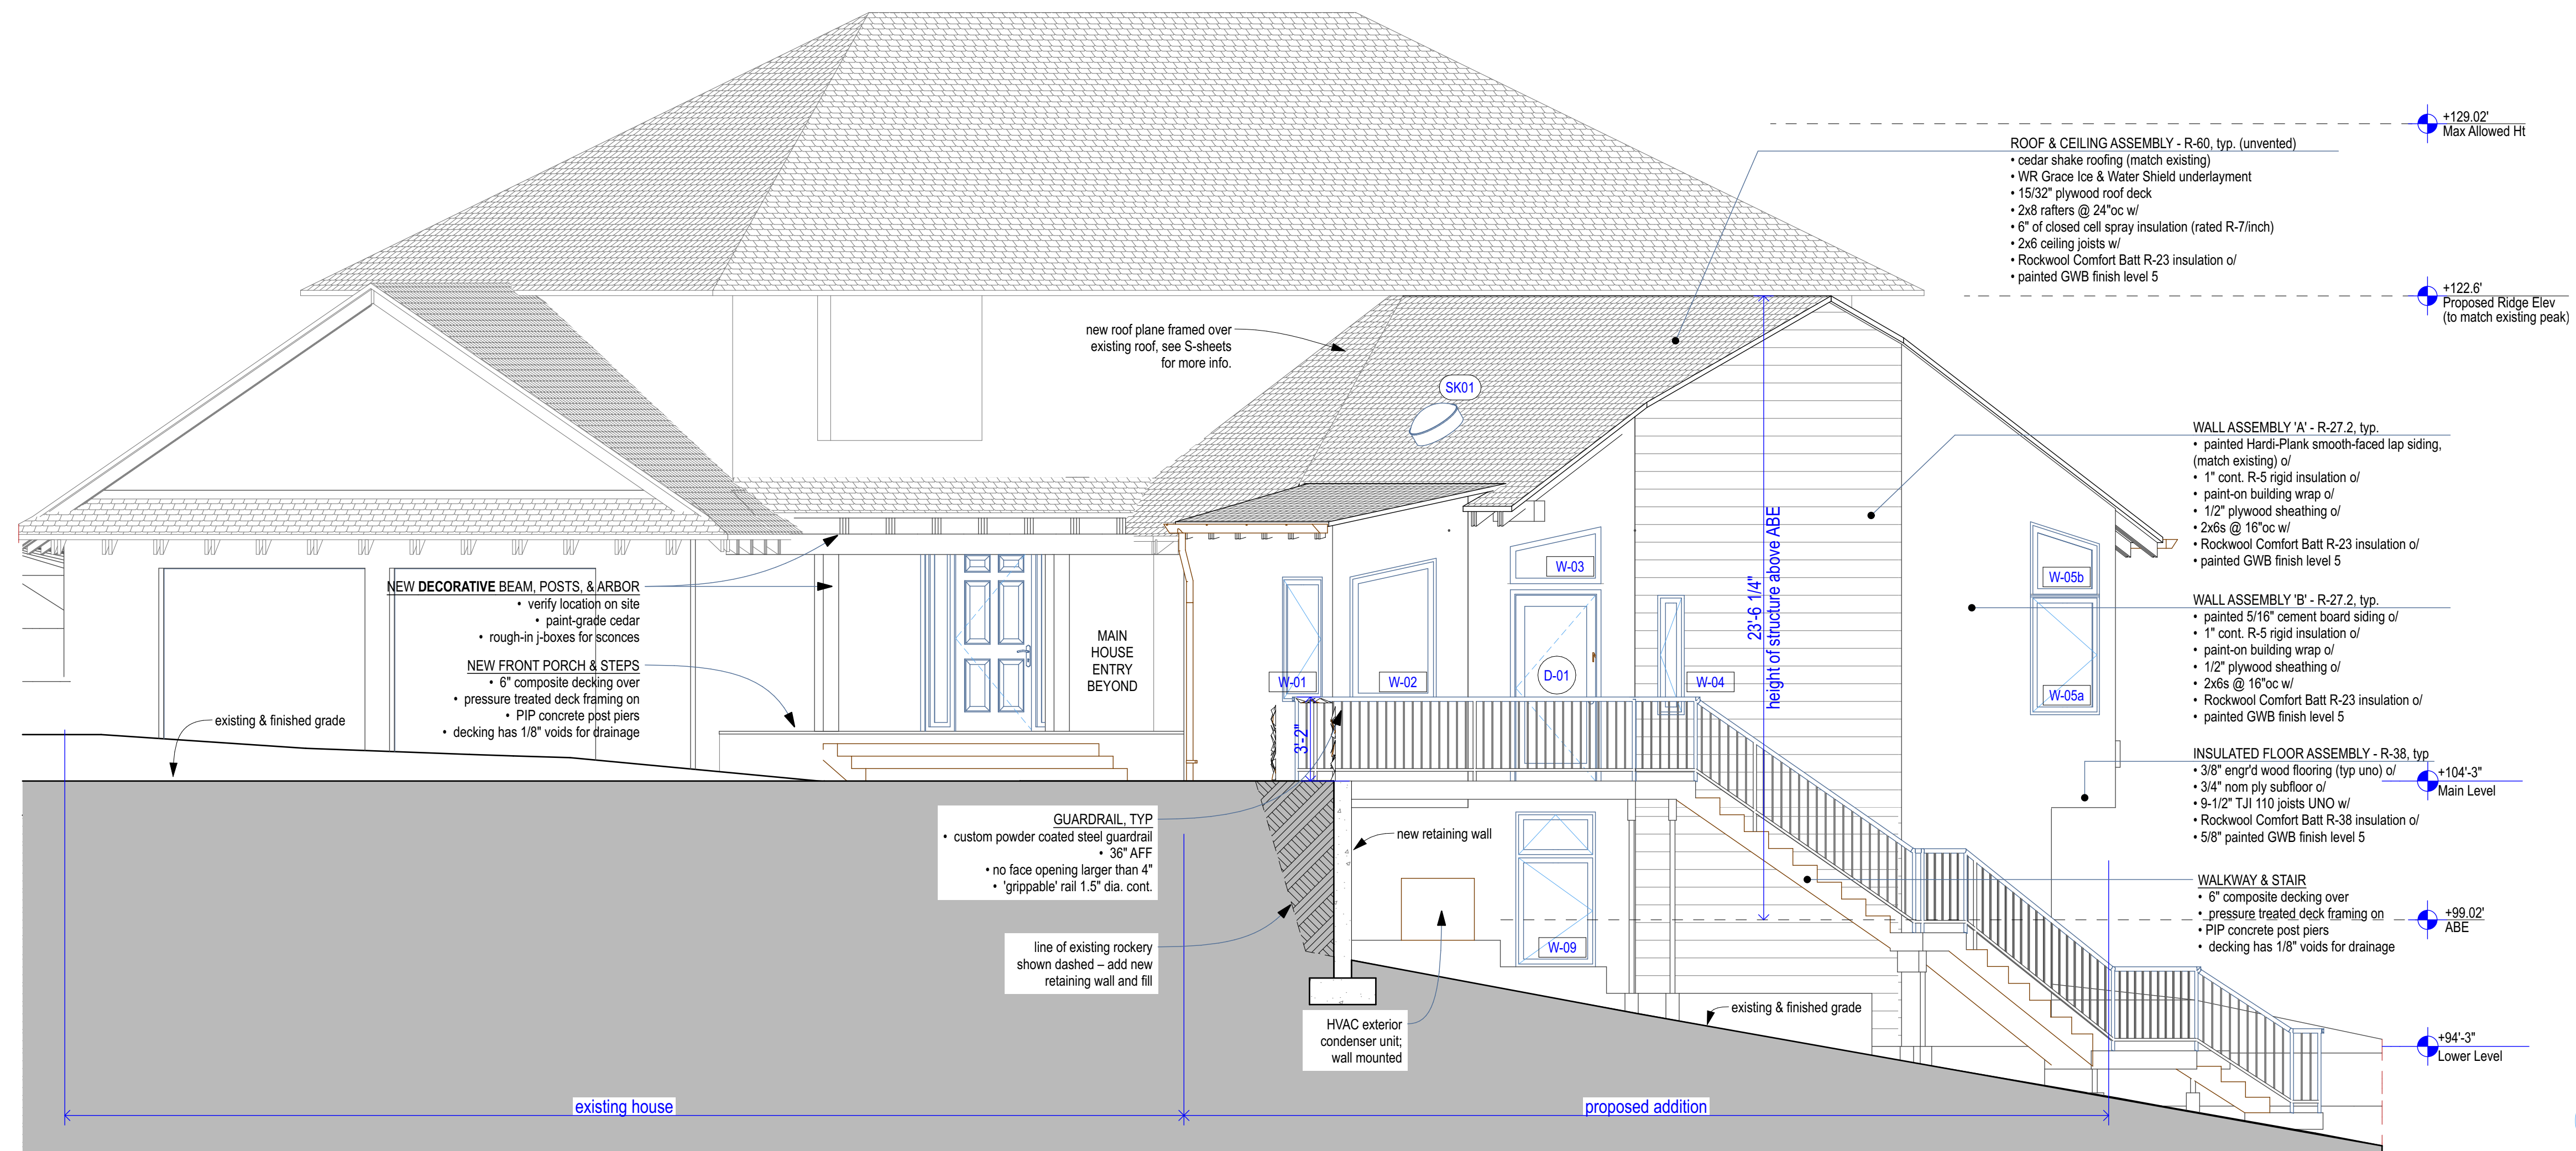 +129.02'
Max Allowed Ht
ROOF & CEILING ASSEMBLY - R-60, typ. (unvented)
• cedar shake roofing (match existing)
• WR Grace Ice & Water Shield underlayment
• 15/32" plywood roof deck
• 2x8 rafters @ 24"oc w/
• 6" of closed cell spray insulation (rated R-7/inch)
• 2x6 ceiling joists w/
• Rockwool Comfort Batt R-23 insulation o/
• painted GWB finish level 5
+122.6'
Proposed Ridge Elev
(to match existing peak)
new roof plane framed over
existing roof, see S-sheets
for more info.
SK01
WALL ASSEMBLY 'A' - R-27.2, typ.
• painted Hardi-Plank smooth-faced lap siding,
(match existing) o/
• 1" cont. R-5 rigid insulation o/
• paint-on building wrap o/
• 1/2" plywood sheathing o/
• 2x6s @ 16"oc w/
• Rockwool Comfort Batt R-23 insulation o/
• painted GWB finish level 5
23'-6 1/4"
height of structure above ABE
W-03
W-05b
NEW DECORATIVE BEAM, POSTS, & ARBOR
• verify location on site
• paint-grade cedar
• rough-in j-boxes for sconces
WALL ASSEMBLY 'B' - R-27.2, typ.
• painted 5/16" cement board siding o/
• 1" cont. R-5 rigid insulation o/
• paint-on building wrap o/
• 1/2" plywood sheathing o/
• 2x6s @ 16"oc w/
• Rockwool Comfort Batt R-23 insulation o/
• painted GWB finish level 5
MAIN
HOUSE
ENTRY
BEYOND
NEW FRONT PORCH & STEPS
• 6" composite decking over
• pressure treated deck framing on
• PIP concrete post piers
• decking has 1/8" voids for drainage
W-01
W-02
D-01
W-04
W-05a
existing & finished grade
3'-2"
INSULATED FLOOR ASSEMBLY - R-38, typ
• 3/8" engr'd wood flooring (typ uno) o/
• 3/4" nom ply subfloor o/
• 9-1/2" TJI 110 joists UNO w/
• Rockwool Comfort Batt R-38 insulation o/
• 5/8" painted GWB finish level 5
+104'-3"
Main Level
GUARDRAIL, TYP
• custom powder coated steel guardrail
• 36" AFF
• no face opening larger than 4"
• 'grippable' rail 1.5" dia. cont.
new retaining wall
WALKWAY & STAIR
• 6" composite decking over
• pressure treated deck framing on
• PIP concrete post piers
• decking has 1/8" voids for drainage
+99.02'
ABE
line of existing rockery
shown dashed – add new
retaining wall and fill
W-09
existing & finished grade
HVAC exterior
condenser unit;
wall mounted
+94'-3"
Lower Level
existing house
proposed addition